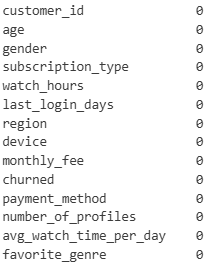 customer_id 0
age 0
gender 0
subscription_type 0
watch_hours 0
last_login_days 0
region 0
device 0
monthly_fee 0
churned 0
payment_method 0
number_of_profiles 0
avg_watch_time_per_day 0
favorite_genre 0